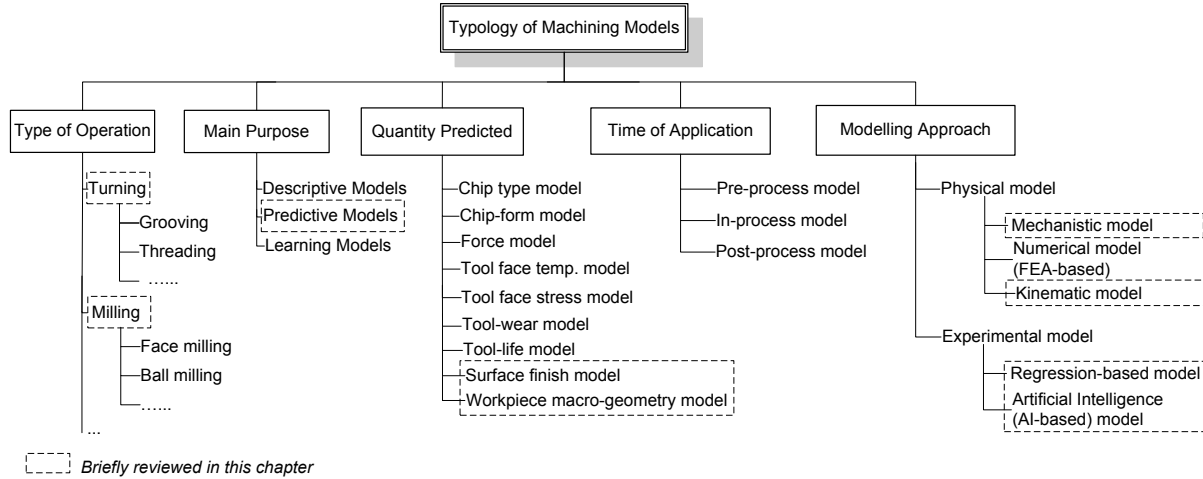 Typology of Machining Models
Type of Operation
Turning
Grooving
Threading
…...
Milling
Face milling
Ball milling
…...
...
Main Purpose
Descriptive Models
Predictive Models
Learning Models
Quantity Predicted
Chip type model
Chip-form model
Force model
Tool face temp. model
Tool face stress model
Tool-wear model
Tool-life model
Surface finish model
Workpiece macro-geometry model
Time of Application
Pre-process model
In-process model
Post-process model
Modelling Approach
Physical model
Mechanistic model
Numerical model
(FEA-based)
Kinematic model
Experimental model
Regression-based model
Artificial Intelligence
(AI-based) model
Briefly reviewed in this chapter